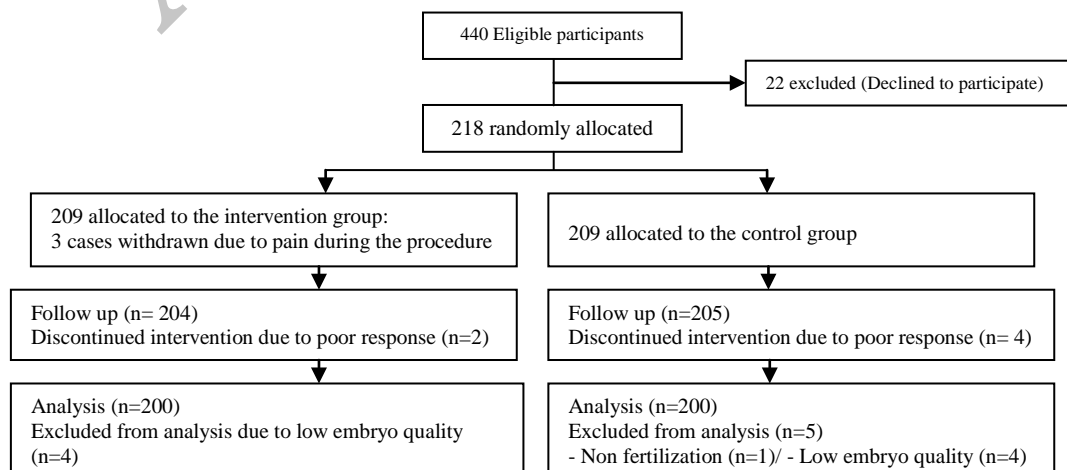 440 Eligible participants
22 excluded (Declined to participate)
218 randomly allocated
209 allocated to the intervention group:
3 cases withdrawn due to pain during the procedure
209 allocated to the control group
Follow up (n= 204)
Discontinued intervention due to poor response (n=2)
Follow up (n=205)
Discontinued intervention due to poor response (n= 4)
Analysis (n=200)
Excluded from analysis due to low embryo quality
(n=4)
Analysis (n=200)
Excluded from analysis (n=5)
- Non fertilization (n=1)/ - Low embryo quality (n=4)